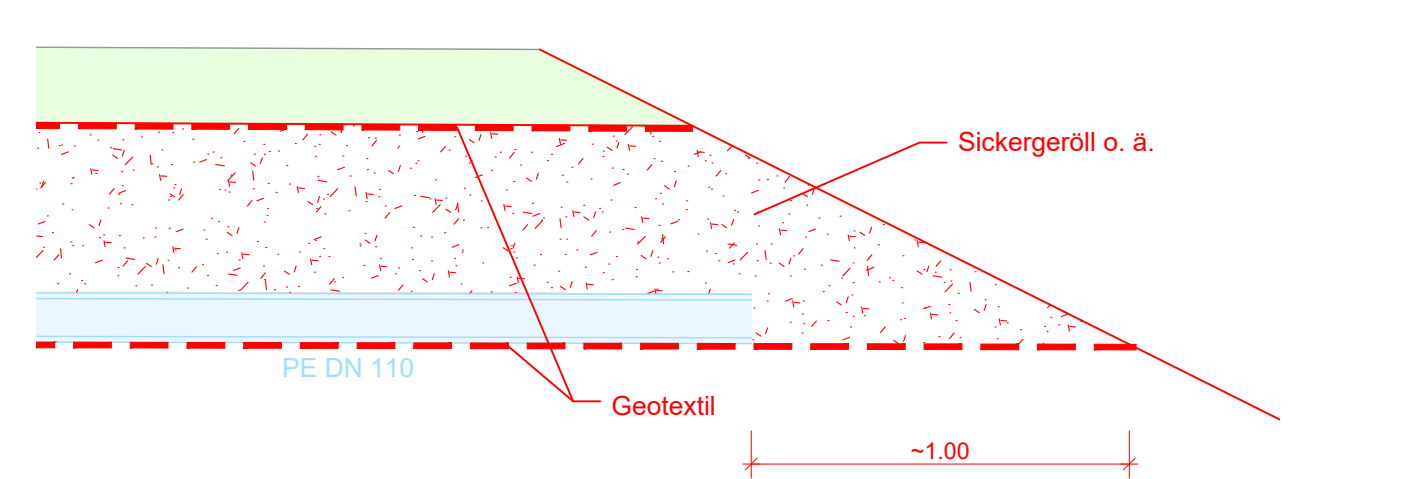 Sickergeröll o. ä.
PE DN 110
Geotextil
~1.00